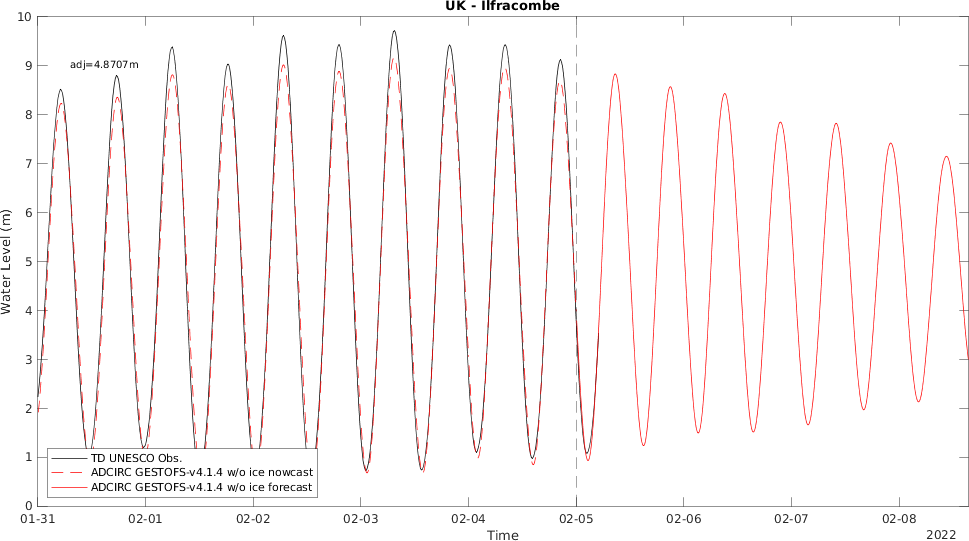 UK - Ilfracombe
10
9
8
7
6
5
4
3
2
1
0
Water Level (m)
adj=4.8707m
TD UNESCO Obs.
ADCIRC GESTOFS-v4.1.4 w/o ice nowcast
ADCIRC GESTOFS-v4.1.4 w/o ice forecast
01-31 02-01 02-02 02-03 02-04 02-05 02-06 02-07 02-08
Time
2022